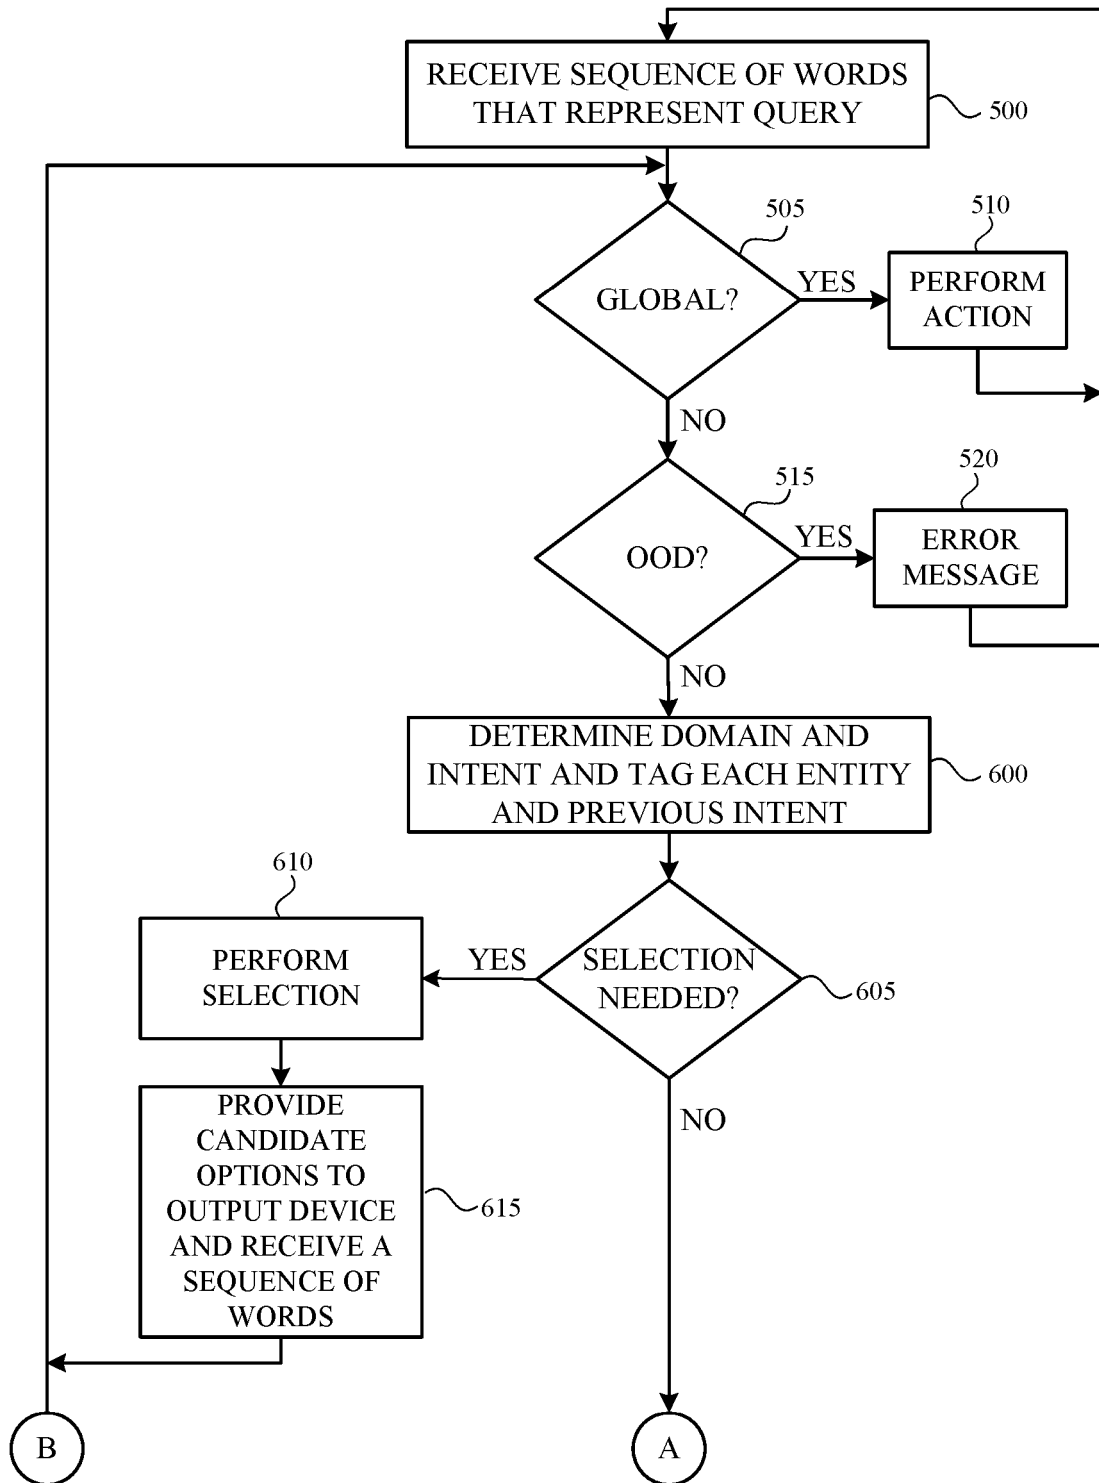 RECEIVE SEQUENCE OF WORDS
THAT REPRESENT QUERY
500
505
510
GLOBAL?
YES
PERFORM
ACTION
NO
515
520
OOD?
YES
ERROR
MESSAGE
NO
DETERMINE DOMAIN AND
INTENT AND TAG EACH ENTITY
AND PREVIOUS INTENT
600
610
PERFORM
SELECTION
YES
SELECTION
NEEDED?
605
PROVIDE
CANDIDATE
OPTIONS TO
OUTPUT DEVICE
AND RECEIVE A
SEQUENCE OF
WORDS
615
NO
B
A